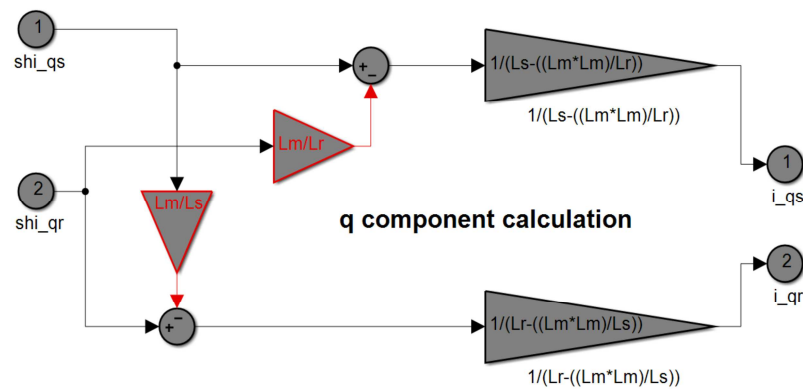 1
shi_qs
+
−
1/(Ls-((Lm*Lm)/Lr))
1/(Ls-((Lm*Lm)/Lr))
Lm/Lr
1
i_qs
2
shi_qr
Lm/Ls
q component calculation
2
i_qr
−
+
1/(Lr-((Lm*Lm)/Ls))
1/(Lr-((Lm*Lm)/Ls))